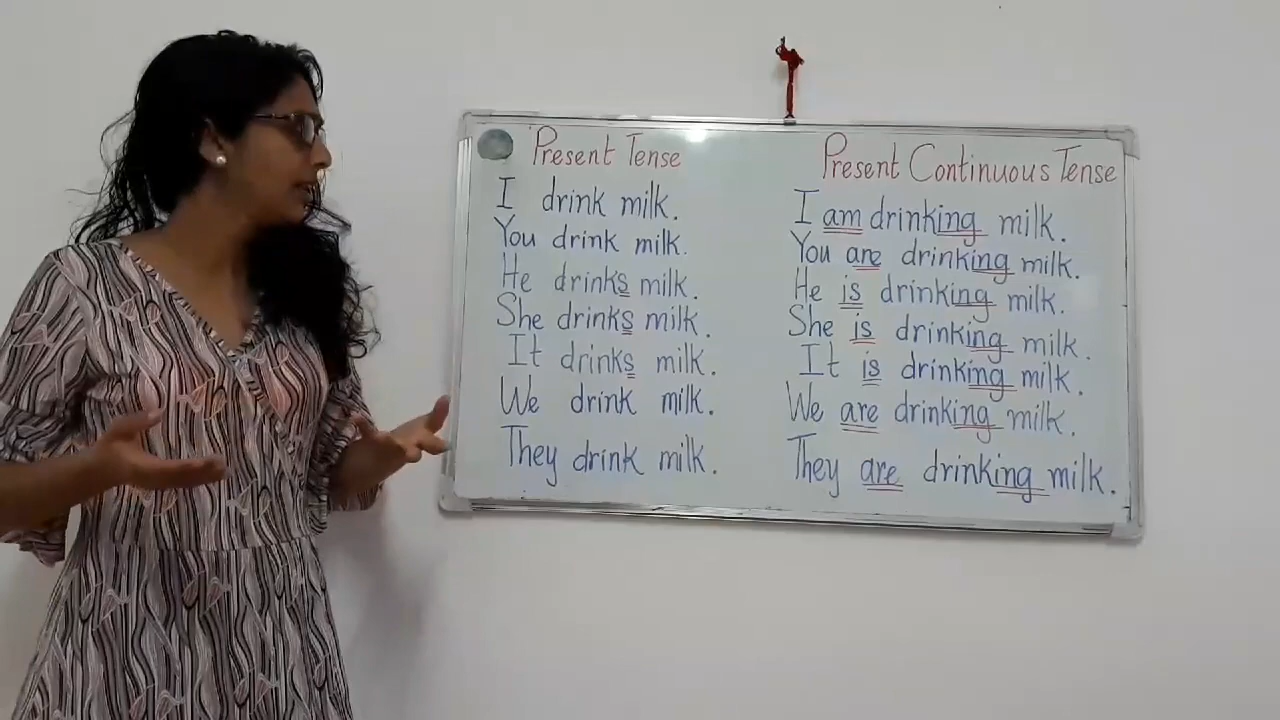 Present Tense
I drink milk.
You drink milk.
He drinks milk.
She drinks milk.
It drinks milk.
We drink milk.
They drink milk.
Present Continuous Tense
I am drinking milk.
You are drinking milk.
He is drinking milk.
She is drinking milk.
It is drinking milk.
We are drinking milk.
They are drinking milk.